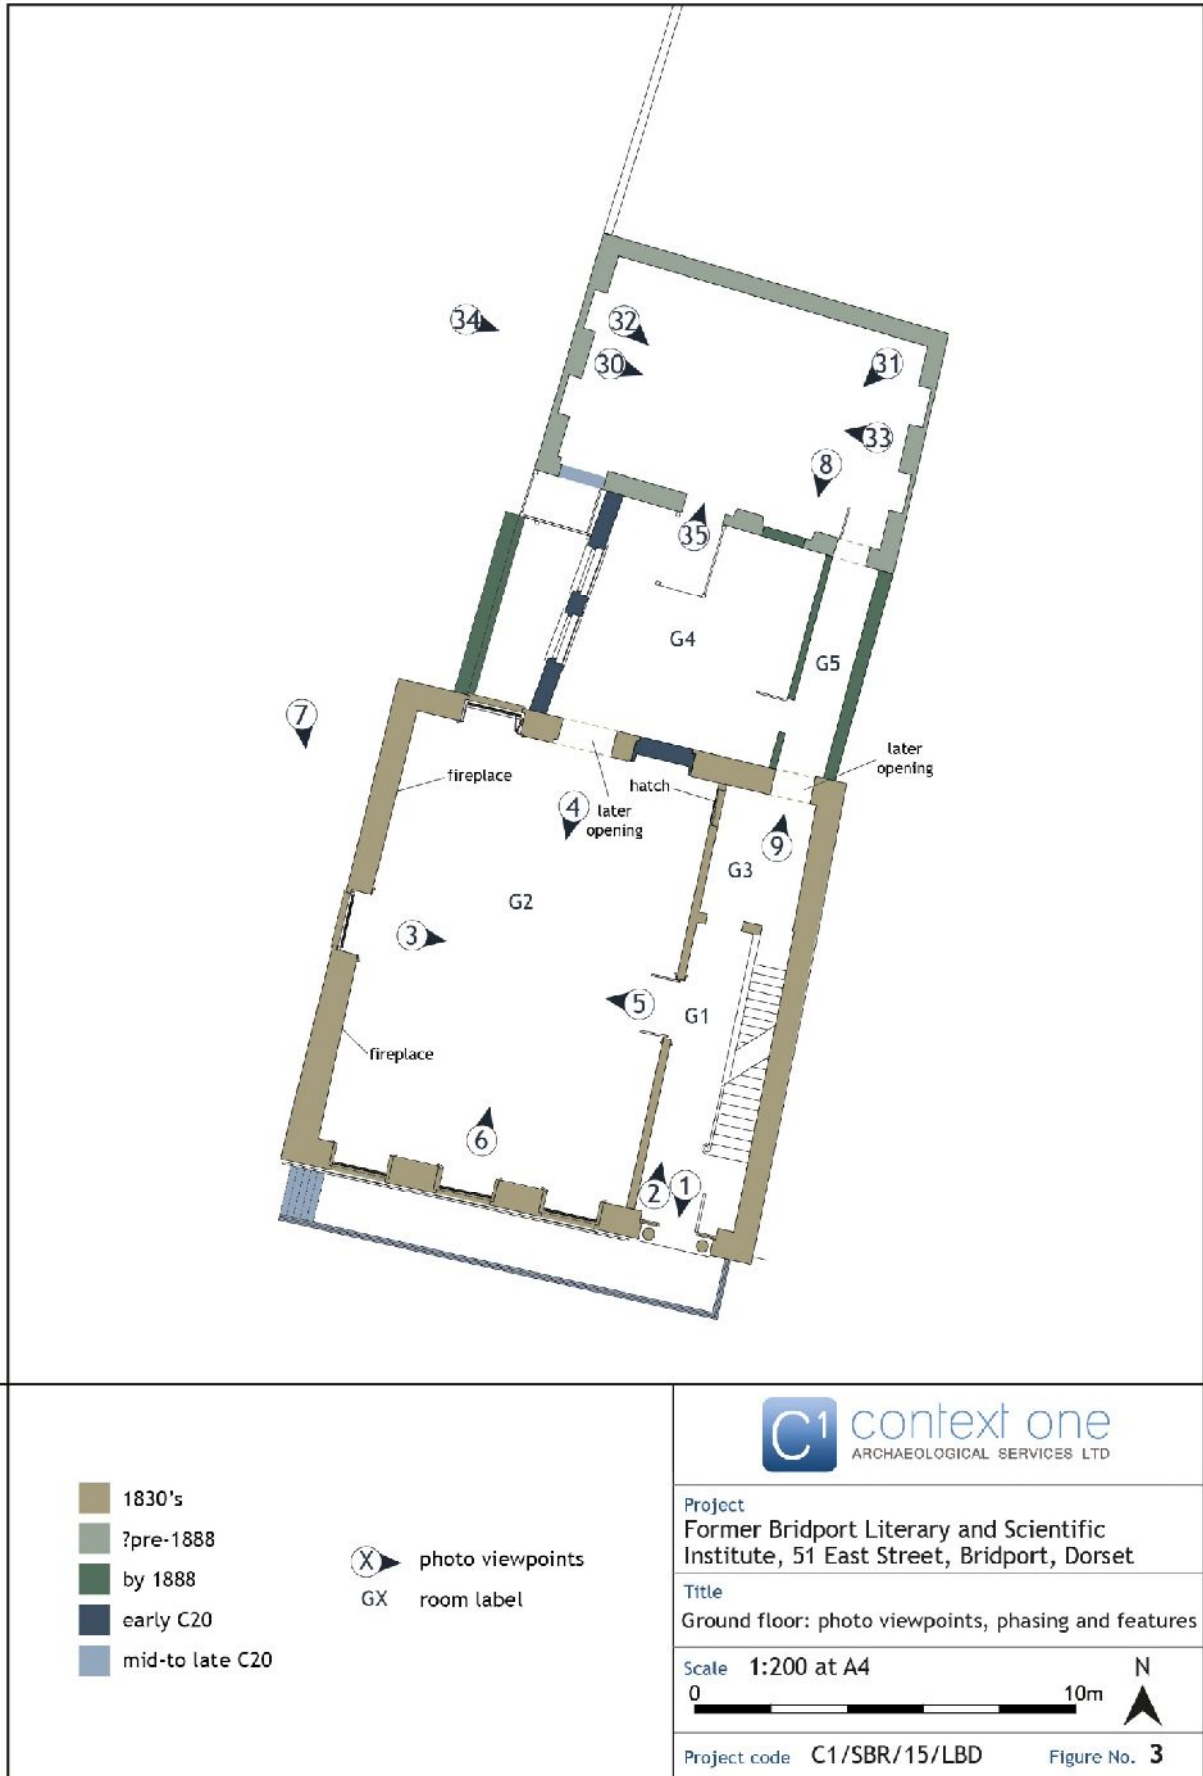 34
32
30
31
33
8
35
G4
G5
7
fireplace
later
opening
hatch
4
later
opening
9
G3
G2
3
5
G1
fireplace
6
2
1
1830's
?pre-1888
by 1888
early C20
mid-to late C20
X photo viewpoints
GX room label
C1 context one
ARCHAEOLOGICAL SERVICES LTD
Project
Former Bridport Literary and Scientific
Institute, 51 East Street, Bridport, Dorset
Title
Ground floor: photo viewpoints, phasing and features
Scale 1:200 at A4
N
0 10m
Project code C1/SBR/15/LBD Figure No. 3